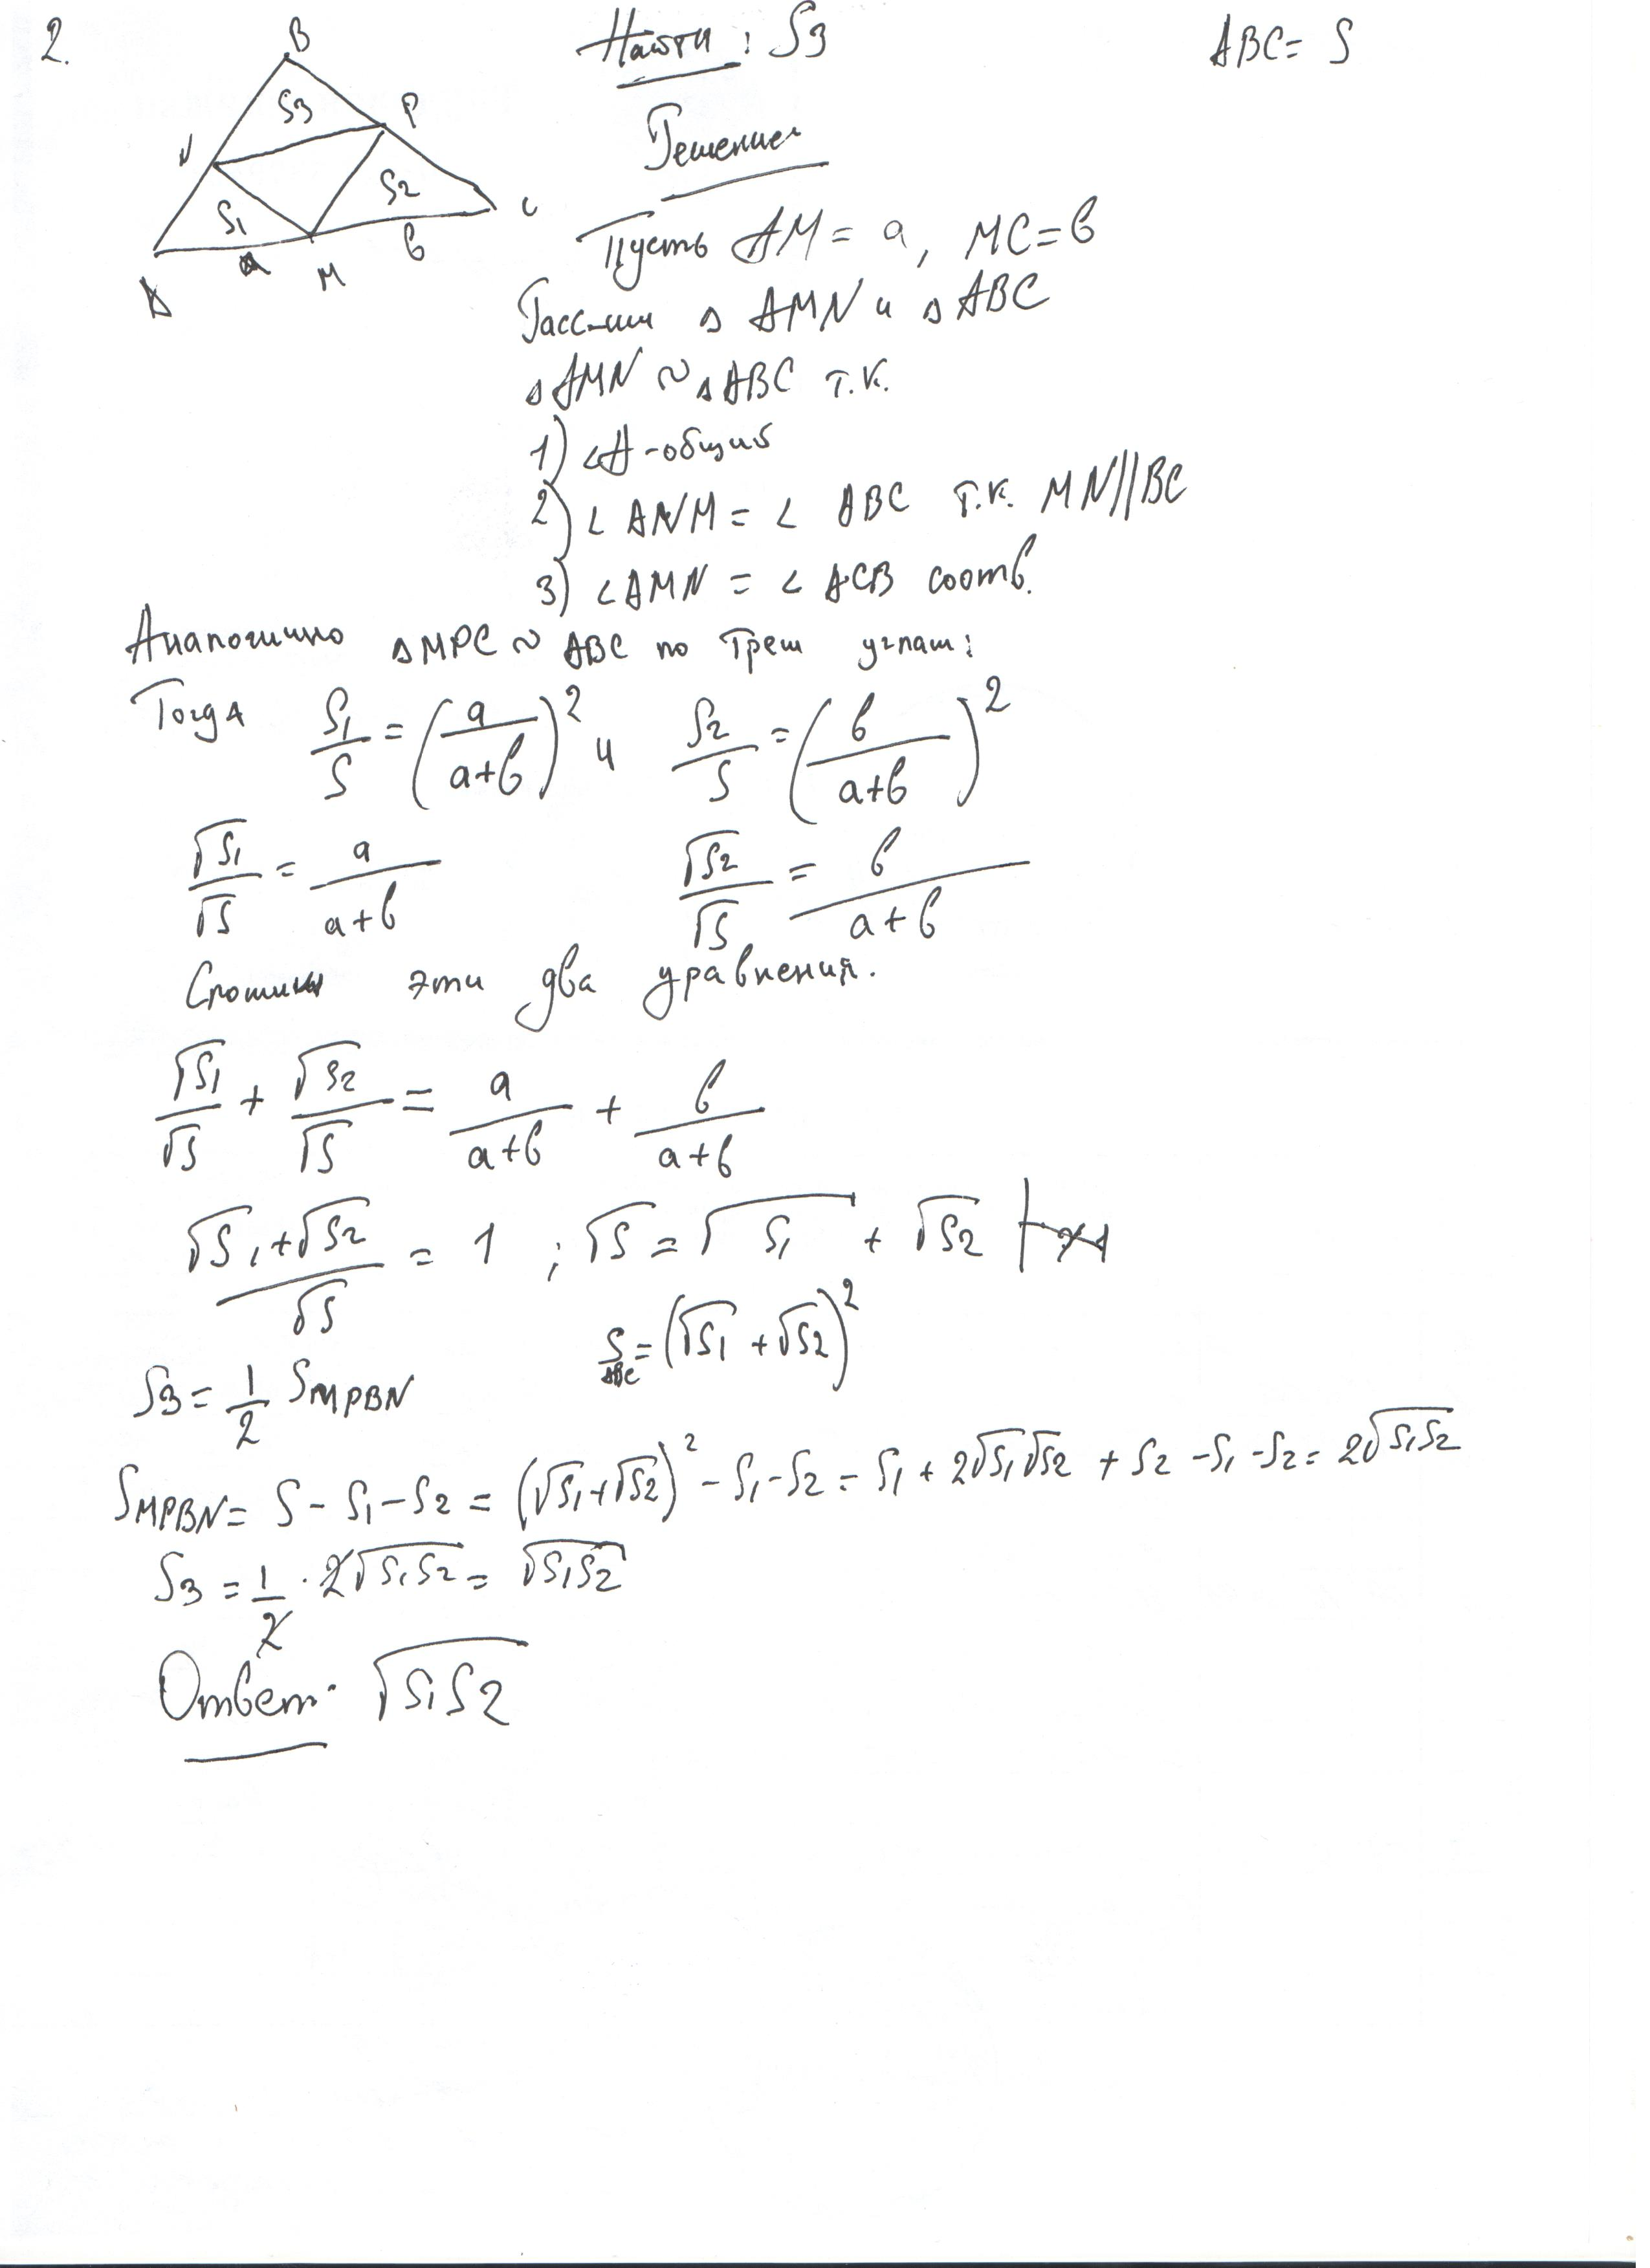 2.
Найти: S3
ABC = S
B
S3
P
N
S2
S1
C
a
b
M
A
Решение
Пусть AM = a, MC = b
Расс-им △ AMN и △ ABC
△ AMN ~ △ ABC т.к.
1) ∠A - общий
2) ∠ ANM = ∠ ABC т.к. MN||BC
3) ∠AMN = ∠ ACB соотв.
Аналогично △MPC ~ ABC по трем углам:
Тогда S1/S = (a/(a+b))^2 и S2/S = (b/(a+b))^2
√S1/√S = a/(a+b) √S2/√S = b/(a+b)
Сложим эти два уравнения.
√S1/√S + √S2/√S = a/(a+b) + b/(a+b)
(√S1+√S2)/√S = 1 ; √S = √S1 + √S2
S ABC = (√S1 + √S2)^2
S3 = 1/2 SMPBN
SMPBN = S - S1 - S2 = (√S1+√S2)^2 - S1 - S2 = S1 + 2√S1√S2 + S2 - S1 - S2 = 2√S1S2
S3 = 1/2 · 2√S1S2 = √S1S2
Ответ: √S1S2